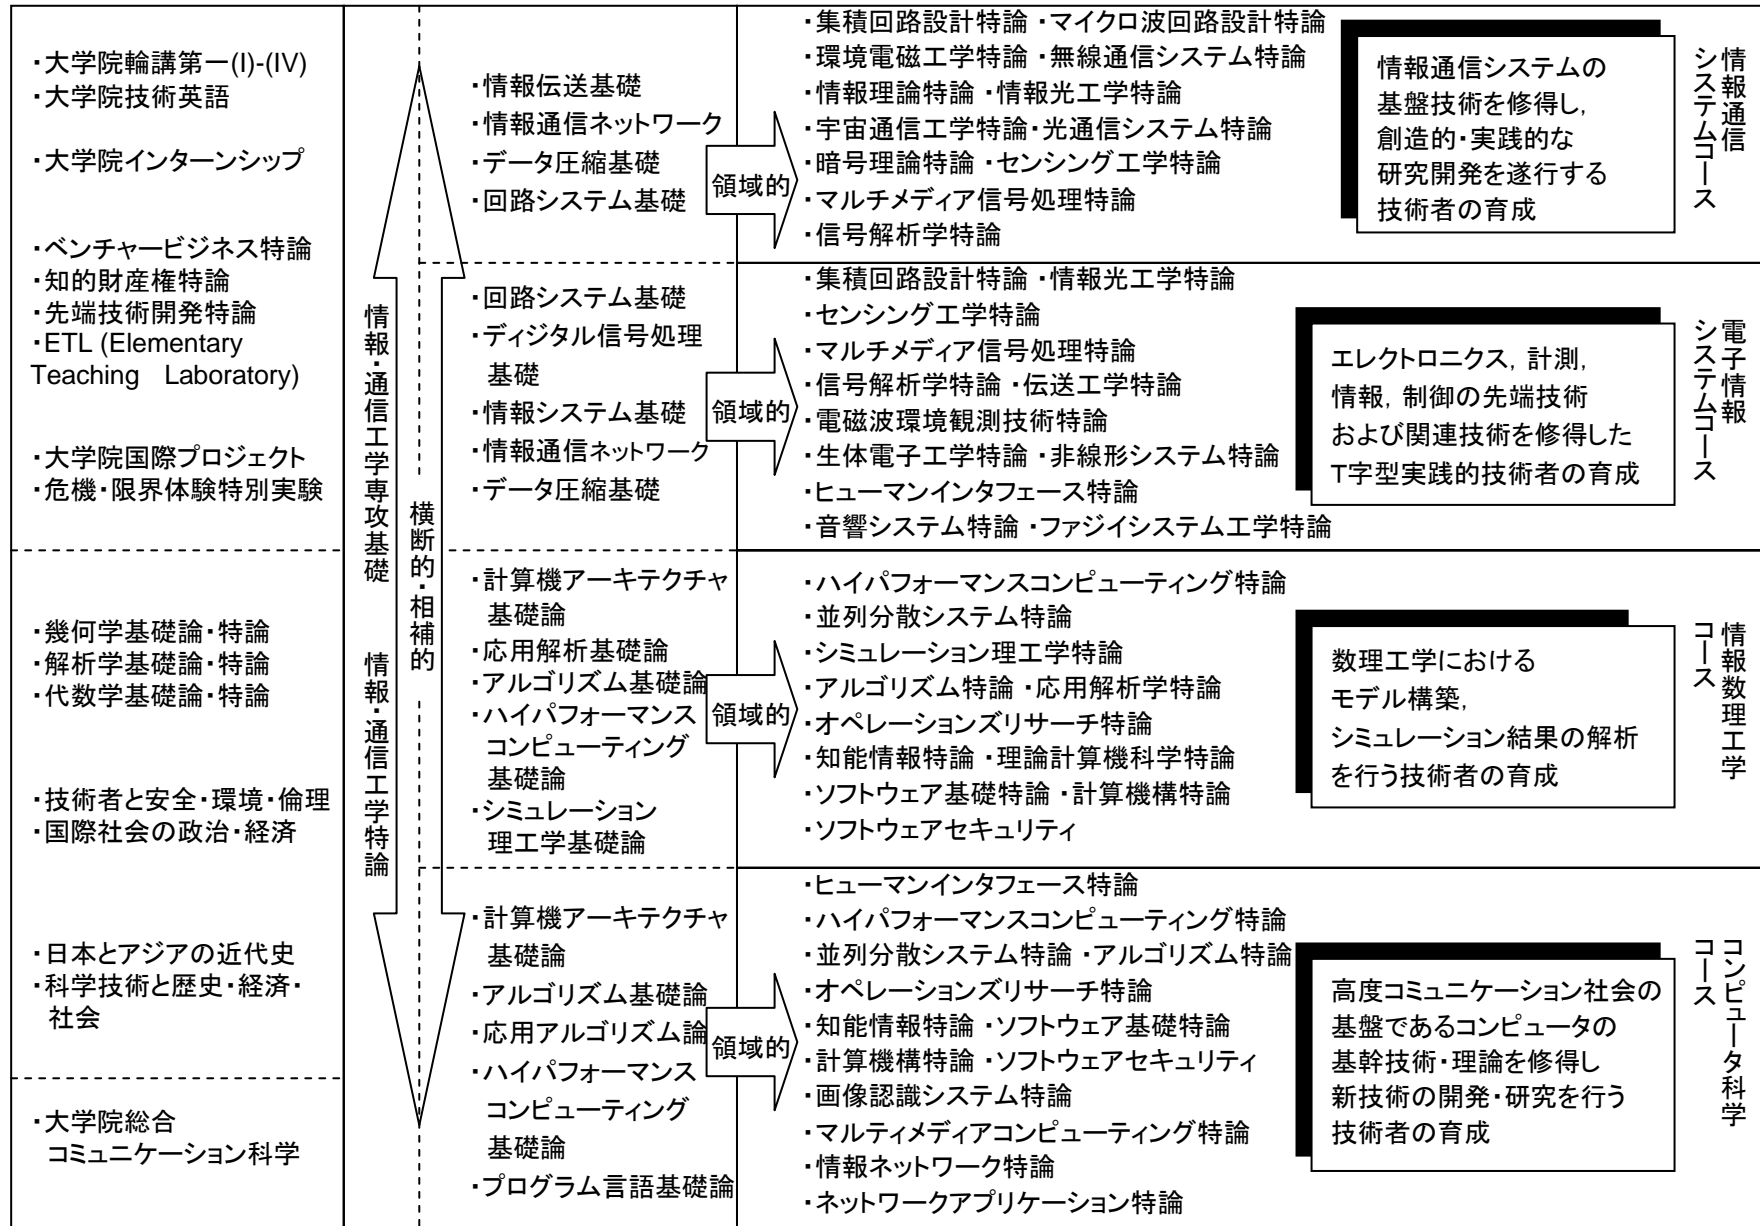 ・大学院輪講第一(I)-(IV)
・大学院技術英語
・大学院インターンシップ
・ベンチャービジネス特論
・知的財産権特論
・先端技術開発特論
・ETL (Elementary
Teaching Laboratory)
・大学院国際プロジェクト
・危機・限界体験特別実験
・幾何学基礎論・特論
・解析学基礎論・特論
・代数学基礎論・特論
・技術者と安全・環境・倫理
・国際社会の政治・経済
・日本とアジアの近代史
・科学技術と歴史・経済・
社会
・大学院総合
コミュニケーション科学
情報・通信工学専攻基礎
情報・通信工学特論
横断的・相補的
・情報伝送基礎
・情報通信ネットワーク
・データ圧縮基礎
・回路システム基礎
領域的
・集積回路設計特論 ・マイクロ波回路設計特論
・環境電磁工学特論 ・無線通信システム特論
・情報理論特論 ・情報光工学特論
・宇宙通信工学特論・光通信システム特論
・暗号理論特論 ・センシング工学特論
・マルチメディア信号処理特論
・信号解析学特論
情報通信システムの
基盤技術を修得し,
創造的・実践的な
研究開発を遂行する
技術者の育成
情報通信
システムコース
・回路システム基礎
・ディジタル信号処理
基礎
・情報システム基礎
・情報通信ネットワーク
・データ圧縮基礎
領域的
・集積回路設計特論 ・情報光工学特論
・センシング工学特論
・マルチメディア信号処理特論
・信号解析学特論 ・伝送工学特論
・電磁波環境観測技術特論
・生体電子工学特論 ・非線形システム特論
・ヒューマンインタフェース特論
・音響システム特論 ・ファジイシステム工学特論
エレクトロニクス, 計測,
情報, 制御の先端技術
および関連技術を修得した
T字型実践的技術者の育成
電子情報
システムコース
・計算機アーキテクチャ
基礎論
・応用解析基礎論
・アルゴリズム基礎論
・ハイパフォーマンス
コンピューティング
基礎論
・シミュレーション
理工学基礎論
領域的
・ハイパフォーマンスコンピューティング特論
・並列分散システム特論
・シミュレーション理工学特論
・アルゴリズム特論 ・応用解析学特論
・オペレーションズリサーチ特論
・知能情報特論 ・理論計算機科学特論
・ソフトウェア基礎特論 ・計算機構特論
・ソフトウェアセキュリティ
数理工学における
モデル構築,
シミュレーション結果の解析
を行う技術者の育成
情報数理工学
コース
・計算機アーキテクチャ
基礎論
・アルゴリズム基礎論
・応用アルゴリズム論
・ハイパフォーマンス
コンピューティング
基礎論
・プログラム言語基礎論
領域的
・ヒューマンインタフェース特論
・ハイパフォーマンスコンピューティング特論
・並列分散システム特論 ・アルゴリズム特論
・オペレーションズリサーチ特論
・知能情報特論 ・ソフトウェア基礎特論
・計算機構特論 ・ソフトウェアセキュリティ
・画像認識システム特論
・マルティメディアコンピューティング特論
・情報ネットワーク特論
・ネットワークアプリケーション特論
高度コミュニケーション社会の
基盤であるコンピュータの
基幹技術・理論を修得し
新技術の開発・研究を行う
技術者の育成
コンピュータ科学
コース